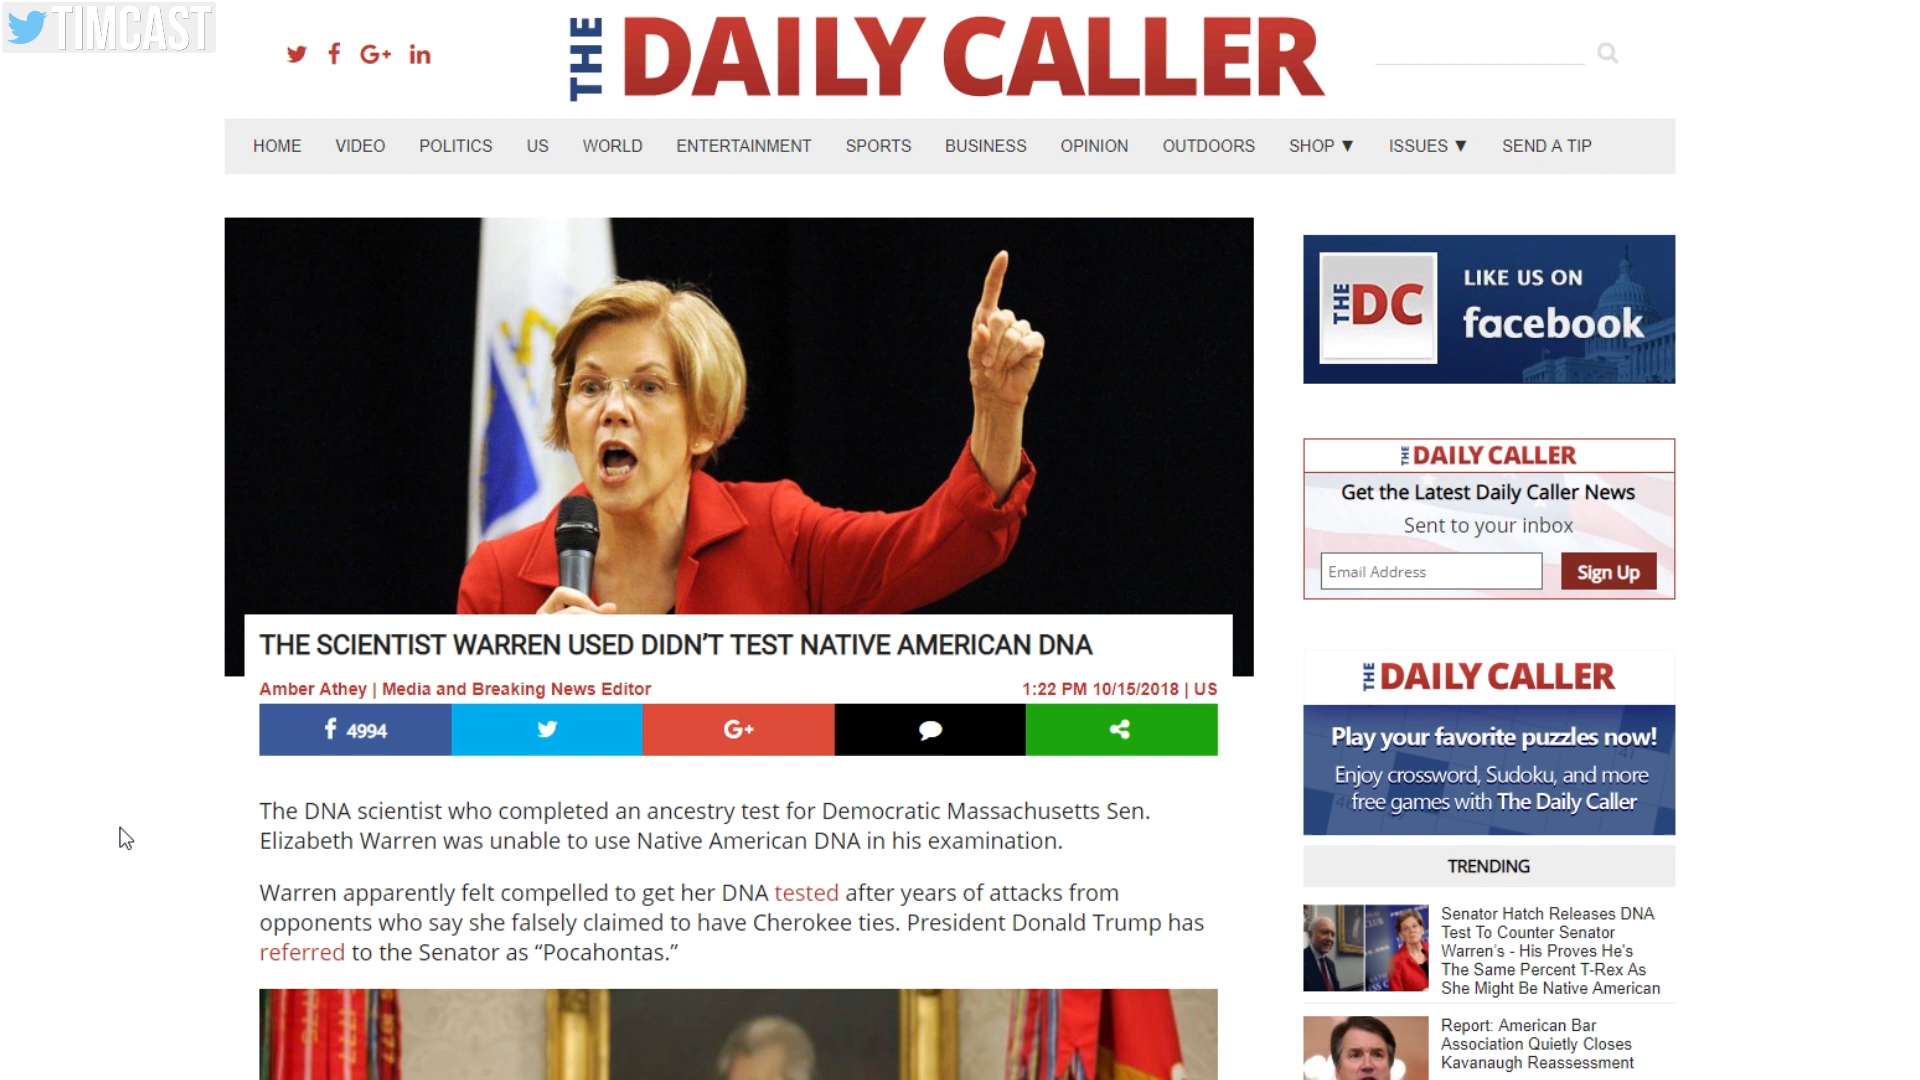 TIMCAST
THE DAILY CALLER
HOME VIDEO POLITICS US WORLD ENTERTAINMENT SPORTS BUSINESS OPINION OUTDOORS SHOP ▼ ISSUES ▼ SEND A TIP
THE SCIENTIST WARREN USED DIDN'T TEST NATIVE AMERICAN DNA
Amber Athey | Media and Breaking News Editor
1:22 PM 10/15/2018 | US
4994
G+
The DNA scientist who completed an ancestry test for Democratic Massachusetts Sen.
Elizabeth Warren was unable to use Native American DNA in his examination.
Warren apparently felt compelled to get her DNA tested after years of attacks from
opponents who say she falsely claimed to have Cherokee ties. President Donald Trump has
referred to the Senator as “Pocahontas.”
THE DC
LIKE US ON
facebook
THE DAILY CALLER
Get the Latest Daily Caller News
Sent to your inbox
Email Address
Sign Up
THE DAILY CALLER
Play your favorite puzzles now!
Enjoy crossword, Sudoku, and more
free games with The Daily Caller
TRENDING
Senator Hatch Releases DNA
Test To Counter Senator
Warren's - His Proves He's
The Same Percent T-Rex As
She Might Be Native American
Report: American Bar
Association Quietly Closes
Kavanaugh Reassessment